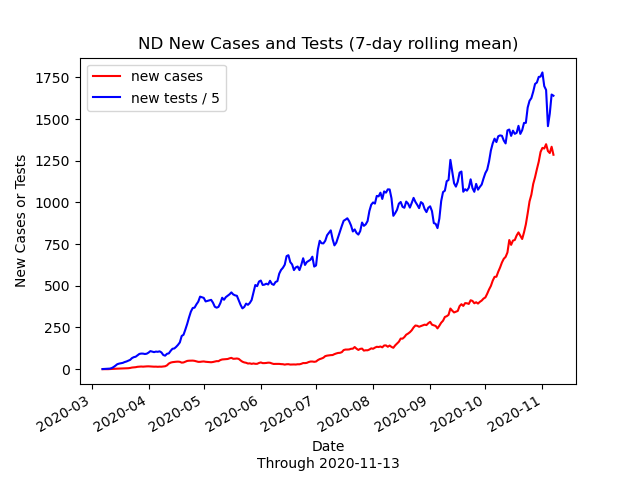 ND New Cases and Tests (7-day rolling mean)
new cases
new tests / 5
New Cases or Tests
1750
1500
1250
1000
750
500
250
0
2020-03
2020-04
2020-05
2020-06
2020-07
2020-08
2020-09
2020-10
2020-11
Date
Through 2020-11-13